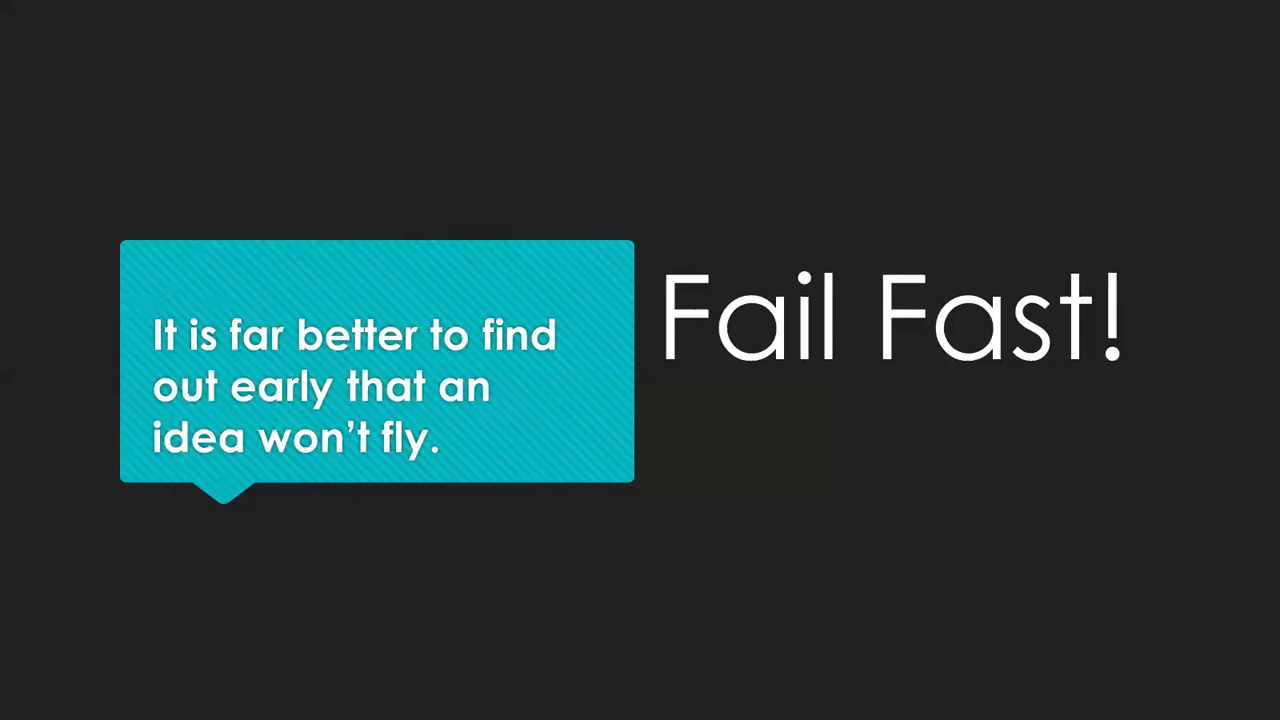 It is far better to find
out early that an
idea won’t fly.
Fail Fast!